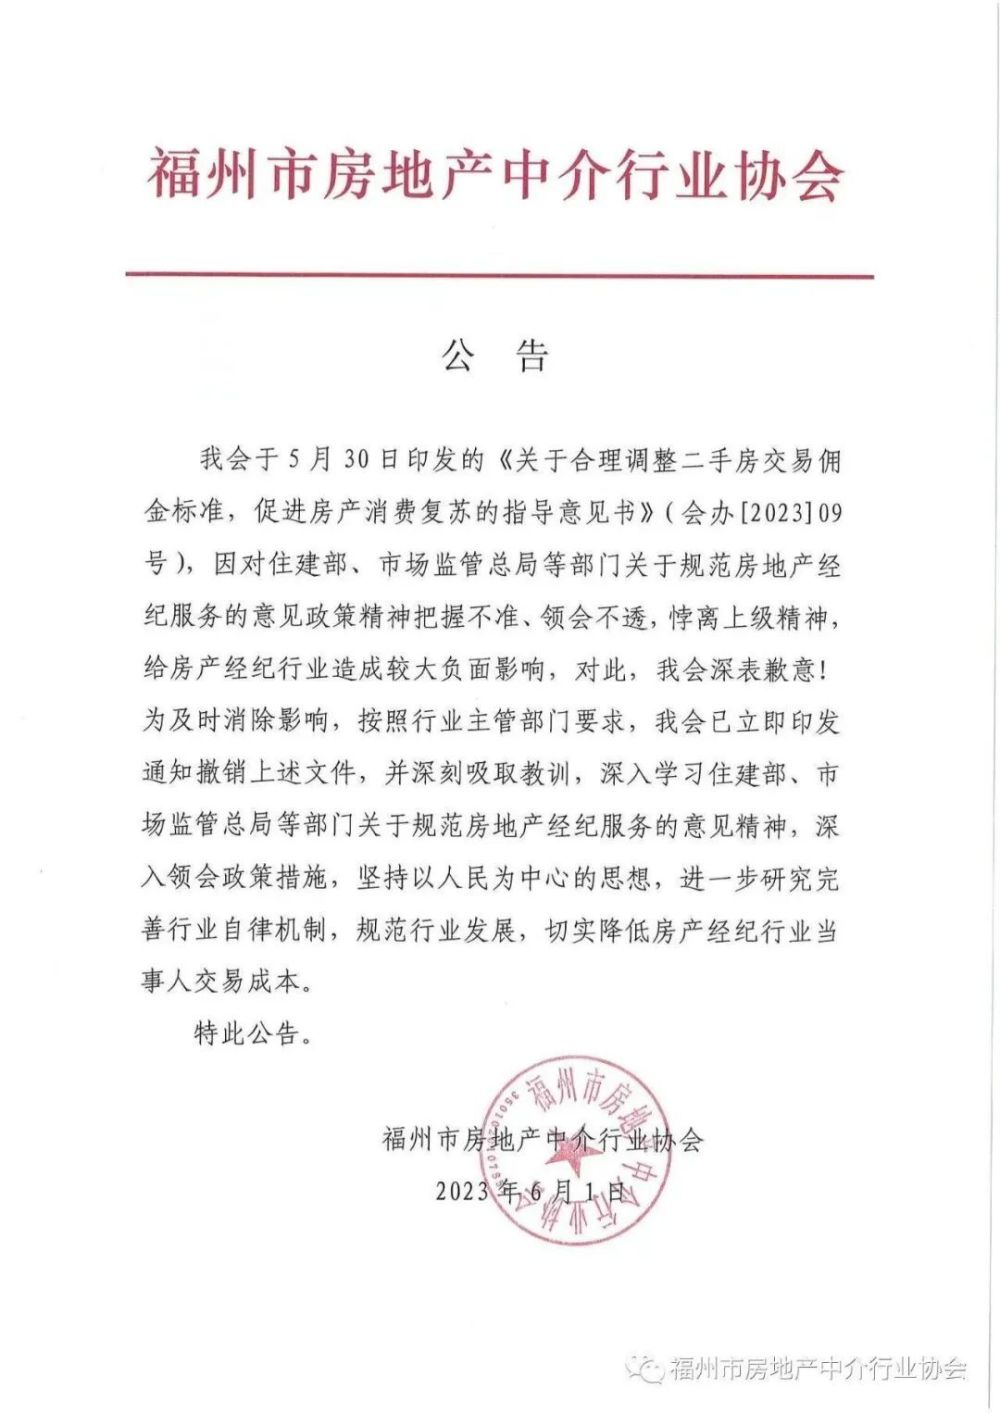 福州市房地产中介行业协会
公 告
我会于5月30日印发的《关于合理调整二手房交易佣
金标准，促进房产消费复苏的指导意见书》(会办[2023]09
号)，因对住建部、市场监管总局等部门关于规范房地产经
纪服务的意见政策精神把握不准、领会不透，悖离上级精神，
给房产经纪行业造成较大负面影响，对此，我会深表歉意！
为及时消除影响，按照行业主管部门要求，我会已立即印发
通知撤销上述文件，并深刻吸取教训，深入学习住建部、市
场监管总局等部门关于规范房地产经纪服务的意见精神，深
入领会政策措施，坚持以人民为中心的思想，进一步研究完
善行业自律机制，规范行业发展，切实降低房产经纪行业当
事人交易成本。
特此公告。
福州市房地产中介行业协会
2023年6月1日
福州市房地产中介行业协会
福州市房地产中介行业协会